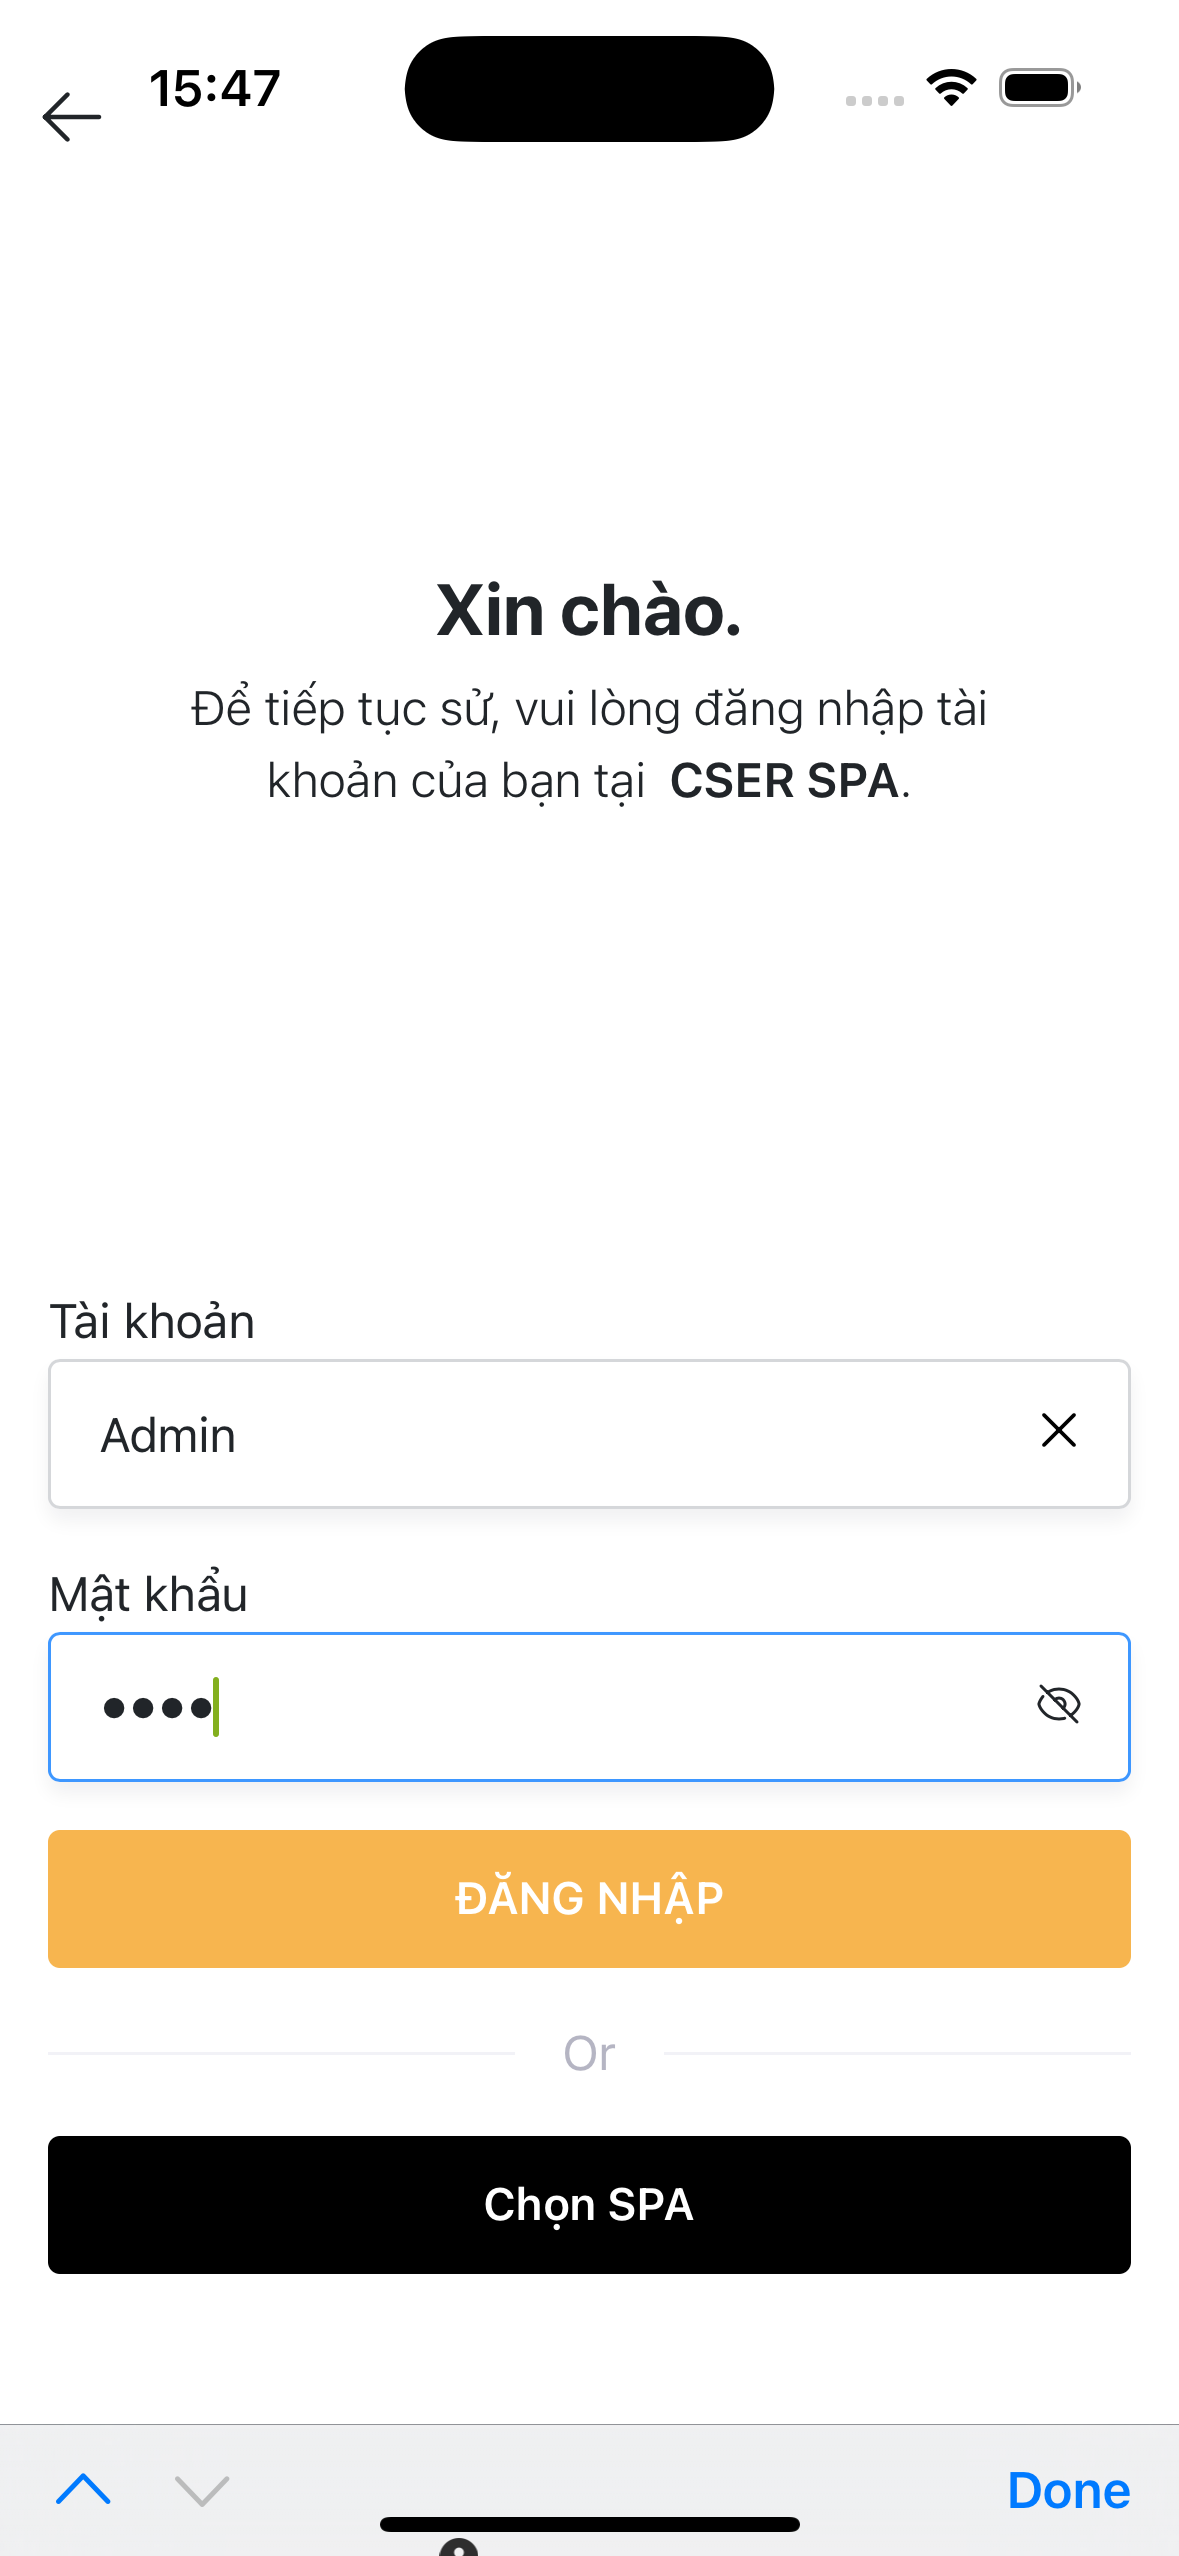 15:47
Xin chào.
Để tiếp tục sử, vui lòng đăng nhập tài
khoản của bạn tại CSER SPA.
Tài khoản
Admin
Mật khẩu
ĐĂNG NHẬP
Or
Chọn SPA
Done